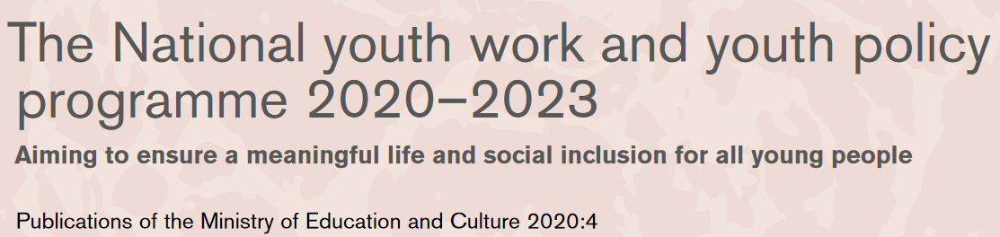 The National youth work and youth policy
programme 2020–2023
Aiming to ensure a meaningful life and social inclusion for all young people
Publications of the Ministry of Education and Culture 2020:4